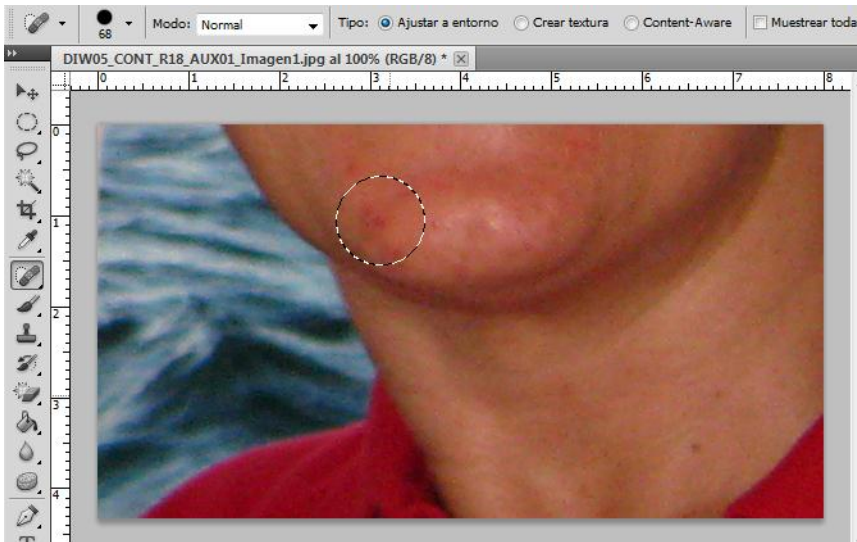 68 Modo: Normal Tipo: Ajustar a entorno Crear textura Content-Aware Muestrear toda
DIW05_CONT_R18_AUX01_Imagen1.jpg al 100% (RGB/8) *
0 1 2 3 4 5 6 7 8
0
1
2
3
4